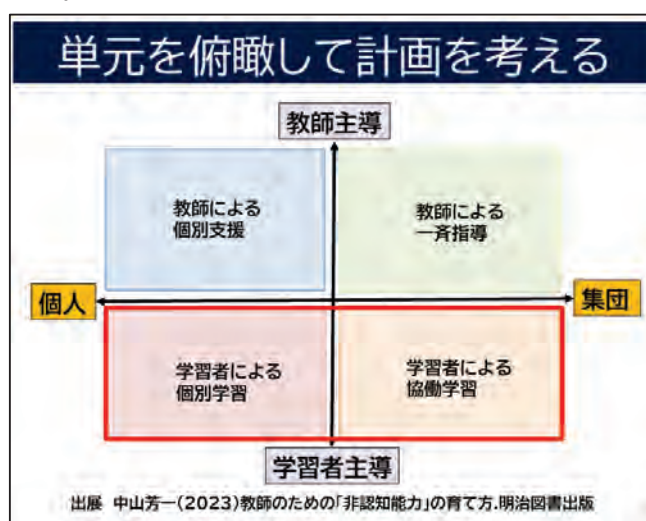 単元を俯瞰して計画を考える
教師主導
教師による
個別支援
教師による
一斉指導
個人
集団
学習者による
個別学習
学習者による
協働学習
学習者主導
出展 中山芳一(2023)教師のための「非認知能力」の育て方.明治図書出版